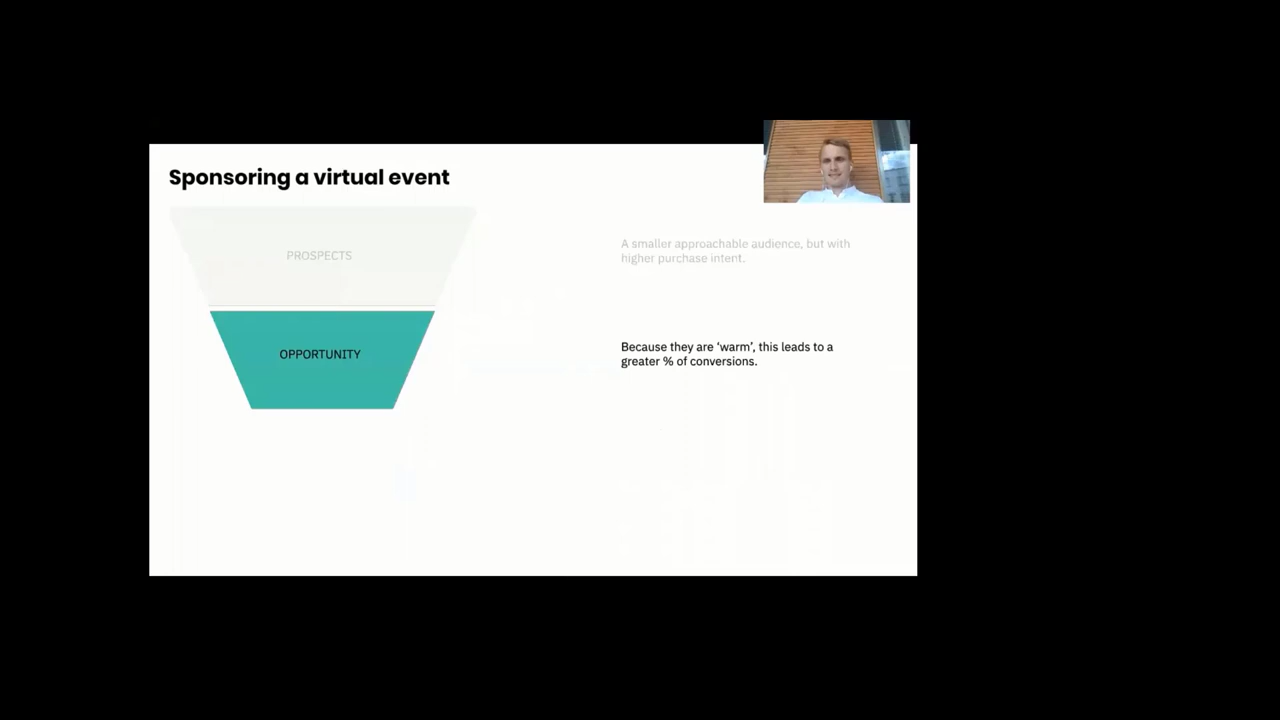 Sponsoring a virtual event
PROSPECTS
A smaller approachable audience, but with
higher purchase intent.
OPPORTUNITY
Because they are ‘warm’, this leads to a
greater % of conversions.